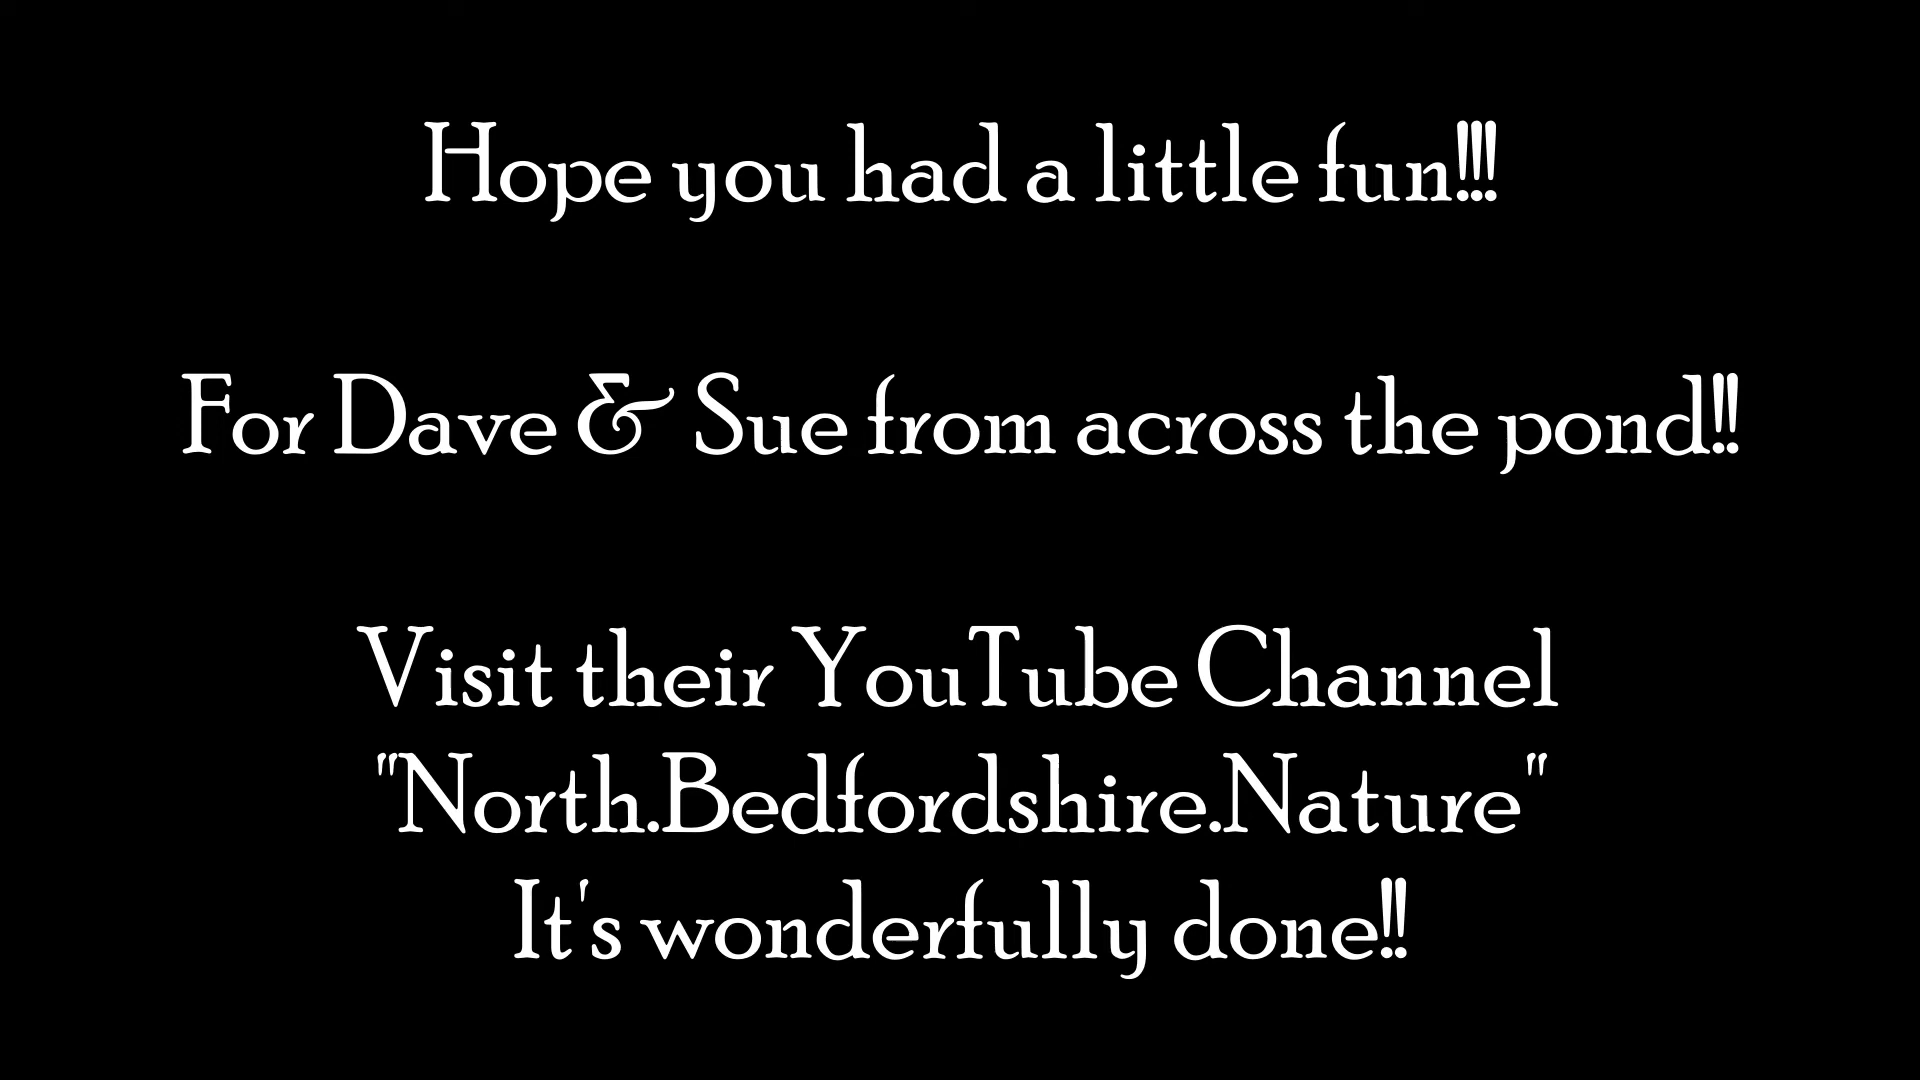 Hope you had a little fun!!!
For Dave & Sue from across the pond!!
Visit their YouTube Channel
"North.Bedfordshire.Nature"
It's wonderfully done!!